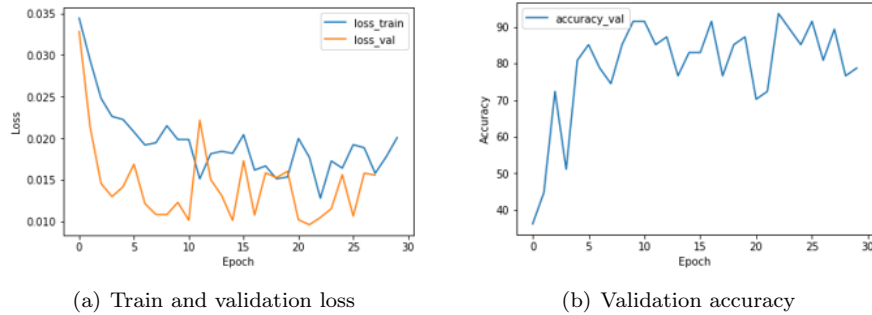 0.035
0.030
0.025
0.020
0.015
0.010
Loss
loss_train
loss_val
0 5 10 15 20 25 30
Epoch
(a) Train and validation loss
90
80
70
60
50
40
Accuracy
accuracy_val
0 5 10 15 20 25 30
Epoch
(b) Validation accuracy